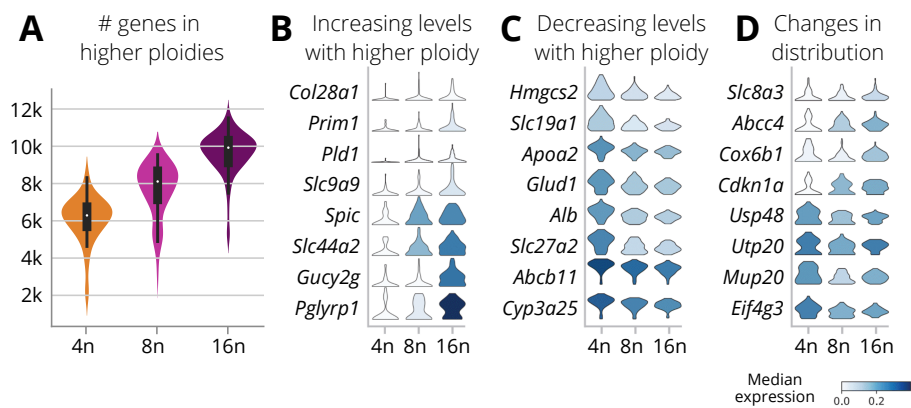 A
# genes in
higher ploidies
12k
10k
8k
6k
4k
2k
4n 8n 16n
B
Increasing levels
with higher ploidy
Col28a1
Prim1
Pld1
Slc9a9
Spic
Slc44a2
Gucy2g
Pglyrp1
4n 8n 16n
C
Decreasing levels
with higher ploidy
Hmgcs2
Slc19a1
Apoa2
Glud1
Alb
Slc27a2
Abcb11
Cyp3a25
4n 8n 16n
D
Changes in
distribution
Slc8a3
Abcc4
Cox6b1
Cdkn1a
Usp48
Utp20
Mup20
Eif4g3
4n 8n 16n
Median
expression
0.0 0.2